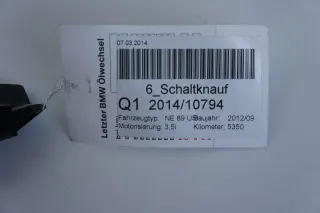 Letzter BMW Ölwechsel
07.03.2014
6_Schaltknauf
Q1 2014/10794
Fahrzeugtyp: NE 89 US Baujahr: 2012/09
Motorisierung: 3,5i Kilometer: 5350